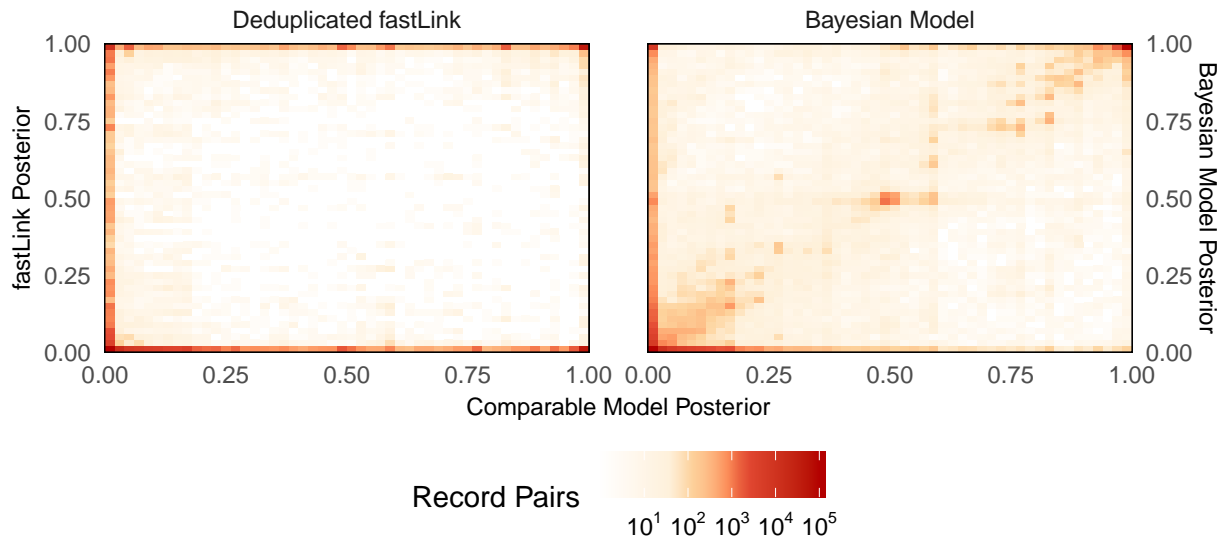 Deduplicated fastLink
Bayesian Model
fastLink Posterior
1.00
0.75
0.50
0.25
0.00
0.00 0.25 0.50 0.75 1.00
0.00 0.25 0.50 0.75 1.00
1.00
0.75
0.50
0.25
0.00
Bayesian Model Posterior
Comparable Model Posterior
Record Pairs
10¹ 10² 10³ 10⁴ 10⁵